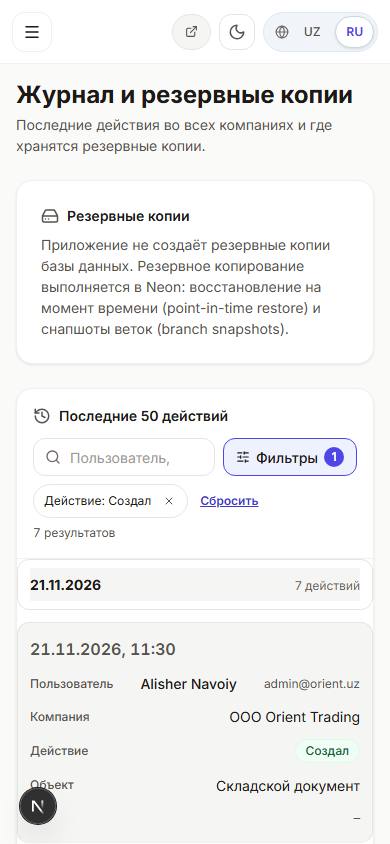 UZ RU
Журнал и резервные копии
Последние действия во всех компаниях и где
хранятся резервные копии.
Резервные копии
Приложение не создаёт резервные копии
базы данных. Резервное копирование
выполняется в Neon: восстановление на
момент времени (point-in-time restore) и
снапшоты веток (branch snapshots).
Последние 50 действий
Пользователь, Фильтры 1
Действие: Создал × Сбросить
7 результатов
21.11.2026 7 действий
21.11.2026, 11:30
Пользователь Alisher Navoiy admin@orient.uz
Компания ООО Orient Trading
Действие Создал
Объект Складской документ
N
–